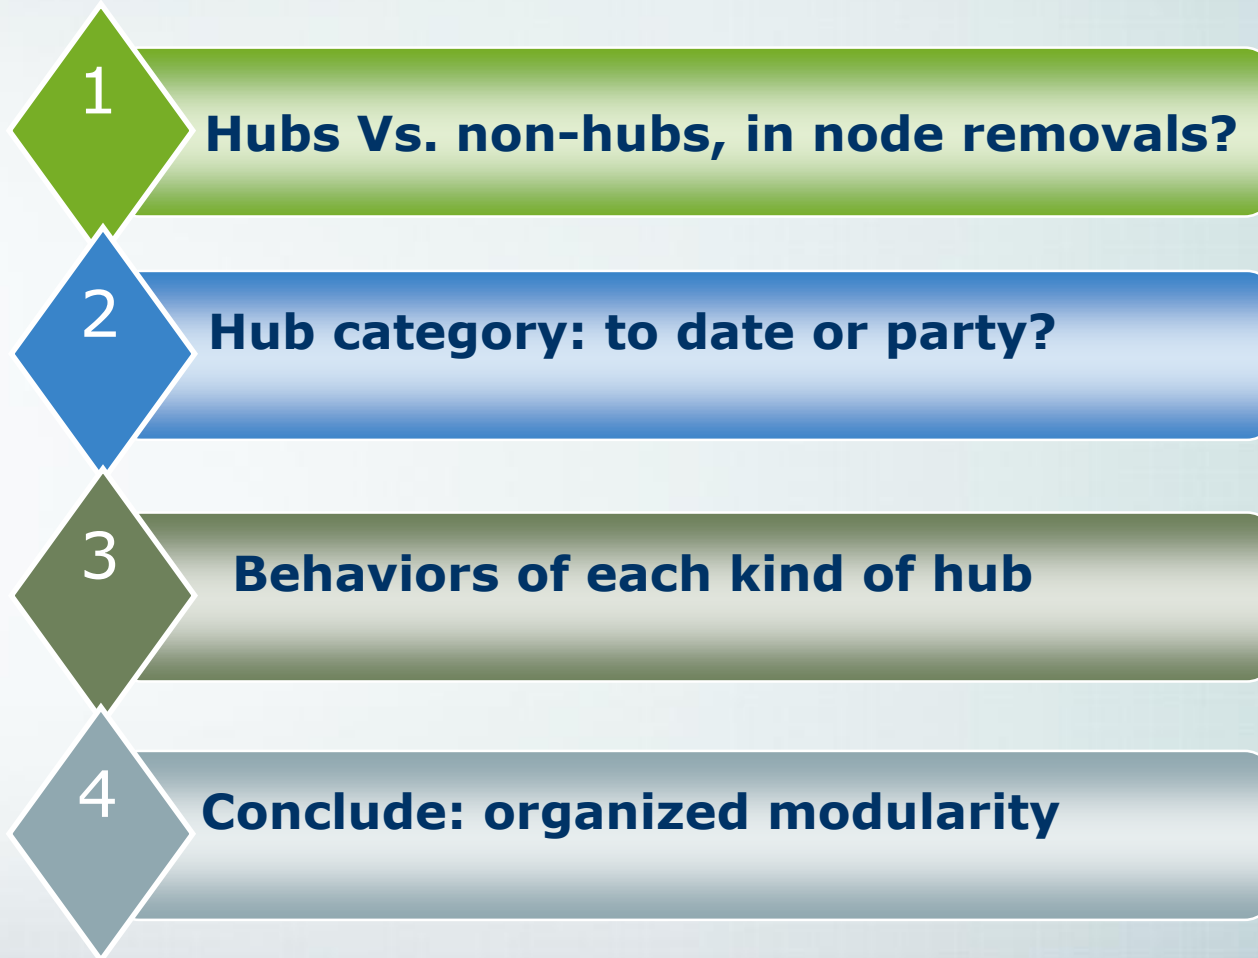 1
Hubs Vs. non-hubs, in node removals?
2
Hub category: to date or party?
3
Behaviors of each kind of hub
4
Conclude: organized modularity